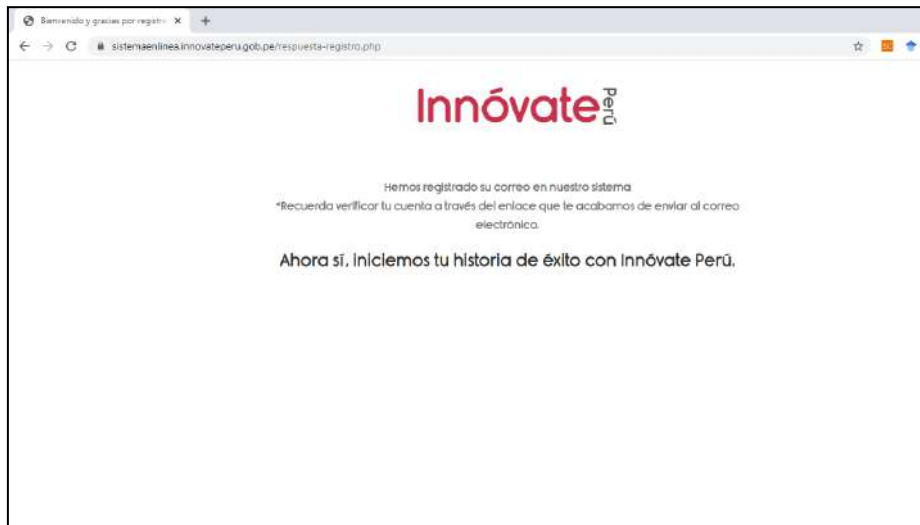 Bienvenido y gracias por registr
sistemaenlinea.innovateperu.gob.pe/respuesta-registro.php
Innóvate Perú
Hemos registrado su correo en nuestro sistema
*Recuerda verificar tu cuenta a través del enlace que te acabamos de enviar al correo
electrónico.
Ahora sí, iniciemos tu historia de éxito con Innóvate Perú.